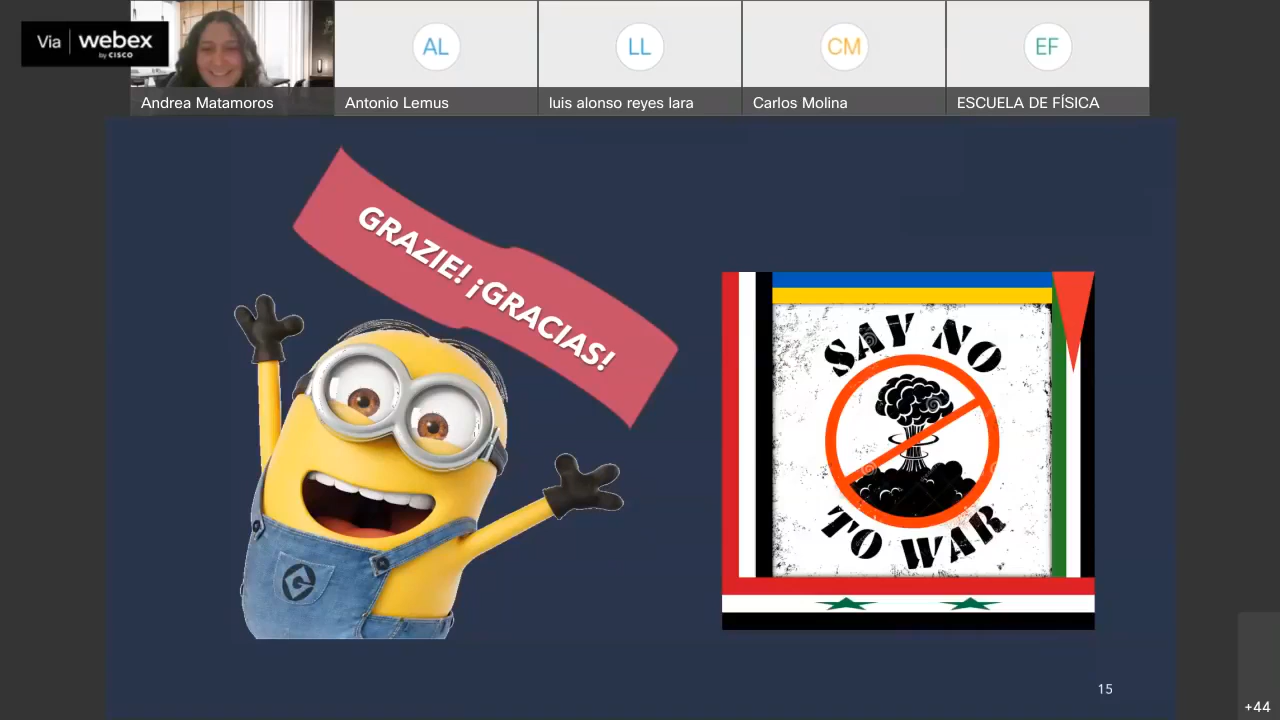 Via webex
by CISCO
AL
LL
CM
EF
Andrea Matamoros
Antonio Lemus
luis alonso reyes lara
Carlos Molina
ESCUELA DE FÍSICA
GRAZIE! ¡GRACIAS!
SAY NO
TO WAR
15
+44